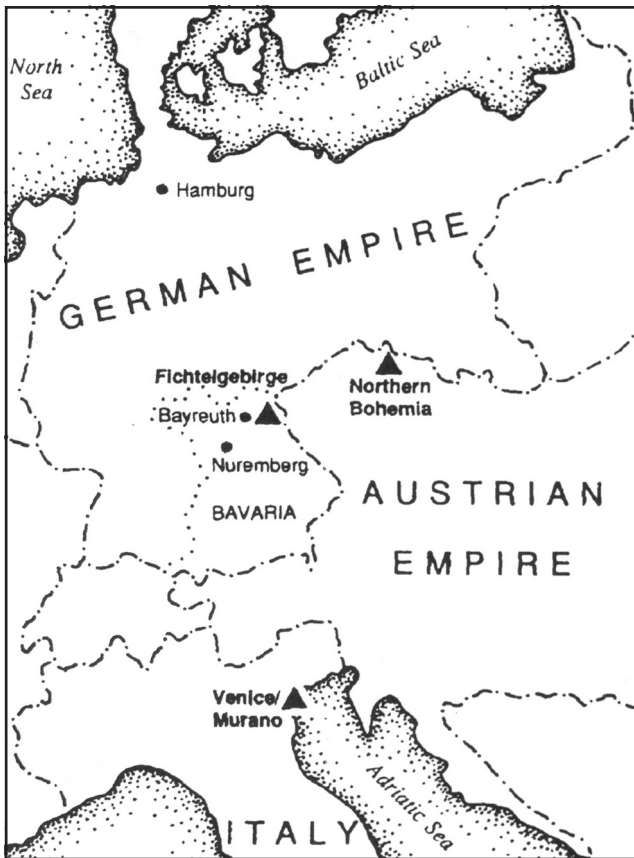 North
Sea
Baltic Sea
Hamburg
GERMAN EMPIRE
Fichtelgebirge
Northern
Bohemia
Bayreuth
Nuremberg
BAVARIA
AUSTRIAN
EMPIRE
Venice/
Murano
Adriatic Sea
ITALY